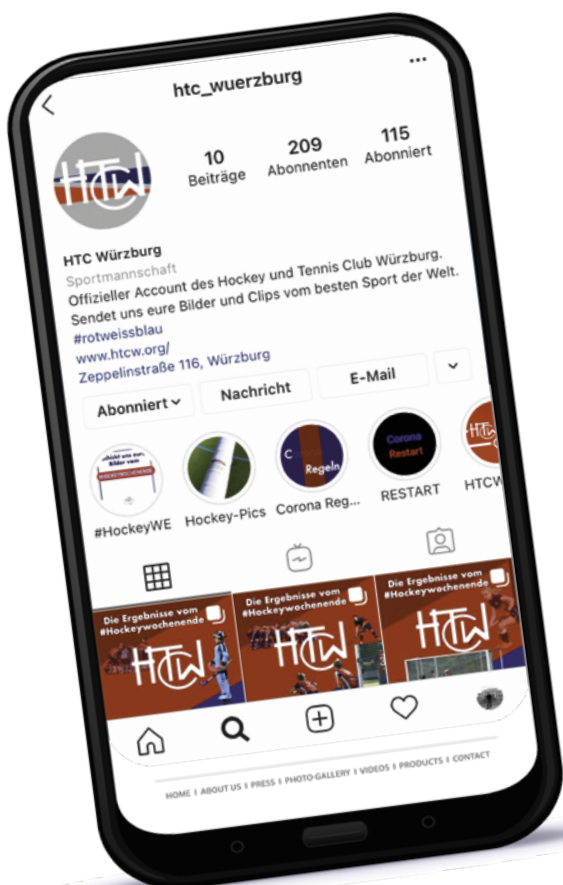 htc_wuerzburg
HTCW
10
Beiträge
209
Abonnenten
115
Abonniert
HTC Würzburg
Sportmannschaft
Offizieller Account des Hockey und Tennis Club Würzburg.
Sendet uns eure Bilder und Clips vom besten Sport der Welt.
#rotweissblau
www.htcw.org/
Zeppelinstraße 116, Würzburg
Abonniert
Nachricht
E-Mail
Bilder vom
#HOCKEYWOCHENENDE
C
Regeln
Corona
Restart
#HockeyWE
Hockey-Pics
Corona Reg...
RESTART
HTCW
Die Ergebnisse vom
#Hockeywochenende
HTCW
Die Ergebnisse vom
#Hockeywochenende
HTCW
Die Ergebnisse vom
#Hockeywochenende
HTCW
HOME I ABOUT US I PRESS I PHOTO-GALLERY I VIDEOS I PRODUCTS I CONTACT